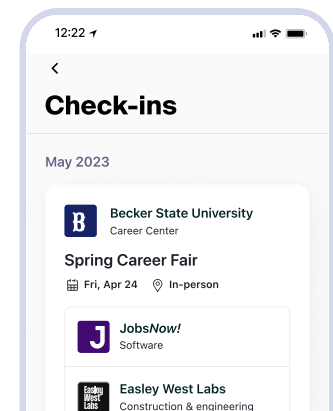 12:22
Check-ins
May 2023
B
Becker State University
Career Center
Spring Career Fair
Fri, Apr 24 In-person
J
JobsNow!
Software
Easley
West
Labs
Easley West Labs
Construction & engineering